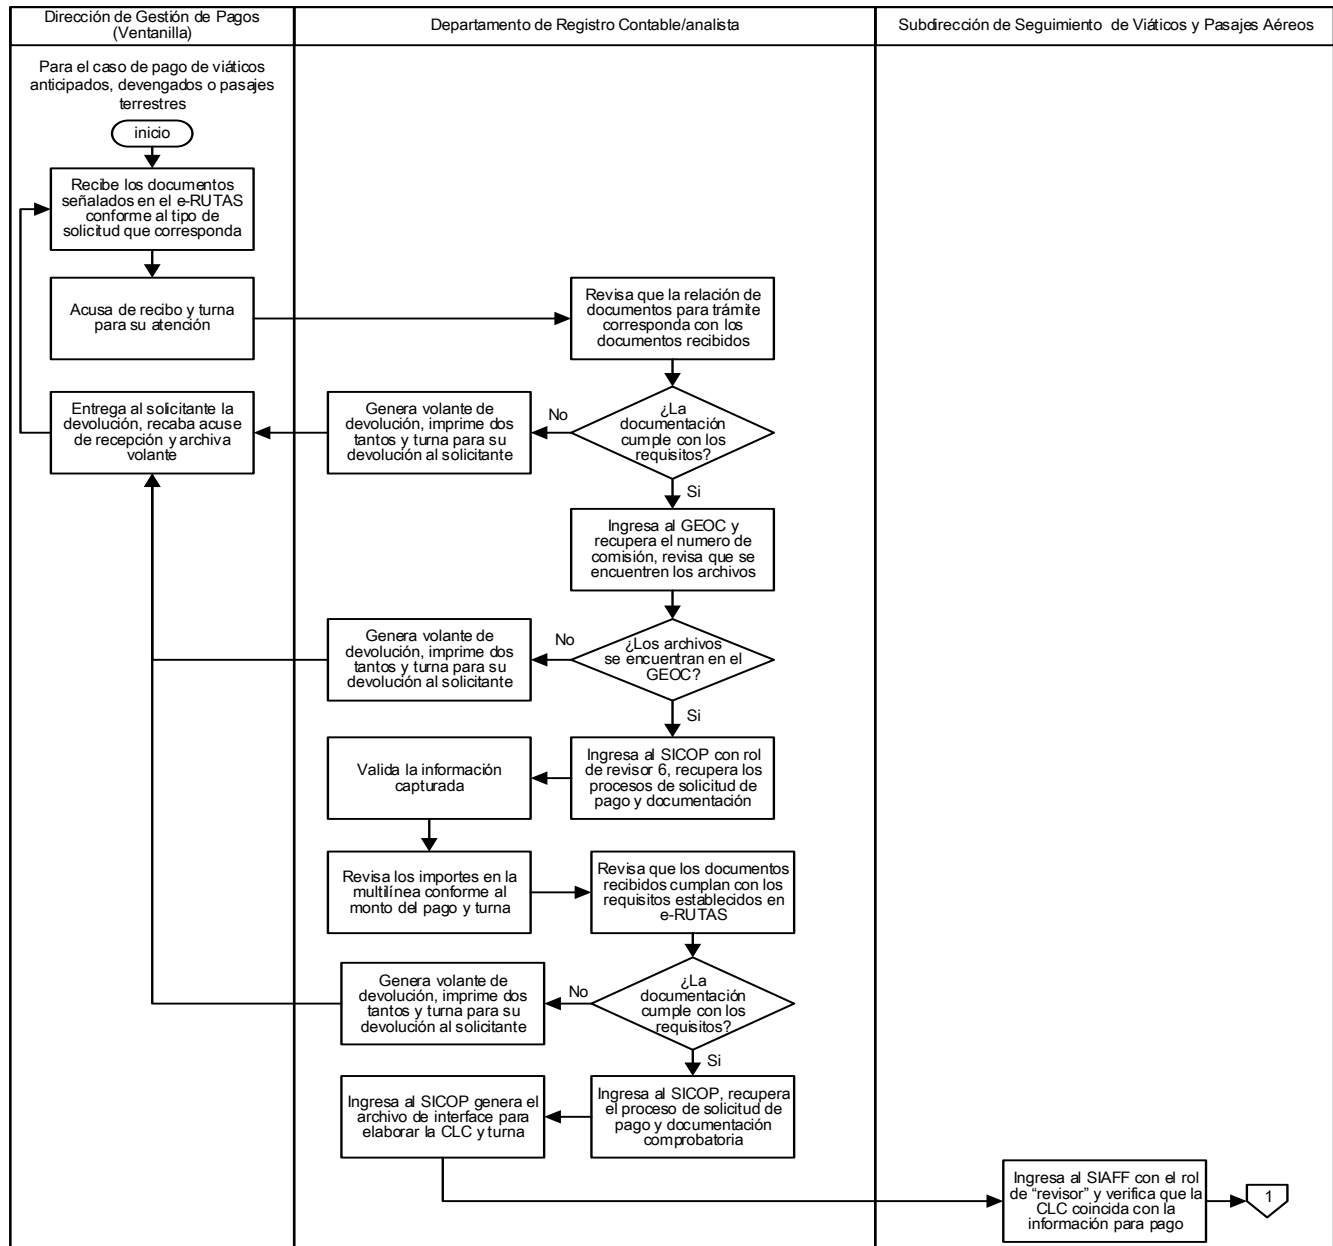 Dirección de Gestión de Pagos
(Ventanilla)
Departamento de Registro Contable/analista
Subdirección de Seguimiento de Viáticos y Pasajes Aéreos
Para el caso de pago de viáticos
anticipados, devengados o pasajes
terrestres
inicio
Recibe los documentos
señalados en el e-RUTAS
conforme al tipo de
solicitud que corresponda
Acusa de recibo y turna
para su atención
Revisa que la relación de
documentos para trámite
corresponda con los
documentos recibidos
¿La
documentación
cumple con los
requisitos?
No
Genera volante de
devolución, imprime dos
tantos y turna para su
devolución al solicitante
Entrega al solicitante la
devolución, recaba acuse
de recepción y archiva
volante
Si
Ingresa al GEOC y
recupera el numero de
comisión, revisa que se
encuentren los archivos
¿Los archivos
se encuentran en el
GEOC?
No
Genera volante de
devolución, imprime dos
tantos y turna para su
devolución al solicitante
Si
Ingresa al SICOP con rol
de revisor 6, recupera los
procesos de solicitud de
pago y documentación
Valida la información
capturada
Revisa los importes en la
multilínea conforme al
monto del pago y turna
Revisa que los documentos
recibidos cumplan con los
requisitos establecidos en
e-RUTAS
¿La
documentación
cumple con los
requisitos?
No
Genera volante de
devolución, imprime dos
tantos y turna para su
devolución al solicitante
Si
Ingresa al SICOP, recupera
el proceso de solicitud de
pago y documentación
comprobatoria
Ingresa al SICOP genera el
archivo de interface para
elaborar la CLC y turna
Ingresa al SIAFF con el rol
de “revisor” y verifica que la
CLC coincida con la
información para pago
1